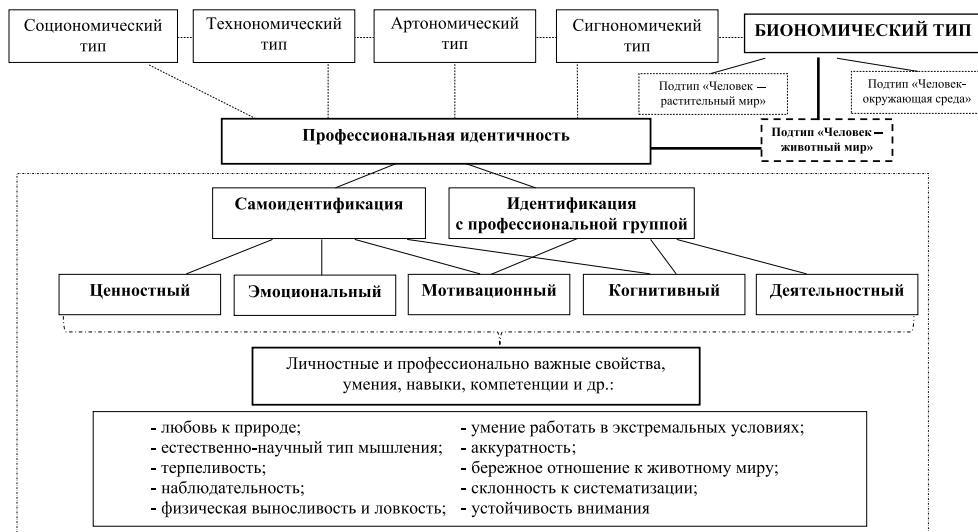 Социономический
тип
Технономический
тип
Артономический
тип
Сигнономичий
тип
БИОНОМИЧЕСКИЙ ТИП
Подтип «Человек —
растительный мир»
Подтип «Человек-
окружающая среда»
Профессиональная идентичность
Подтип «Человек —
животный мир»
Самоидентификация
Идентификация
с профессиональной группой
Ценностный
Эмоциональный
Мотивационный
Когнитивный
Деятельностный
Личностные и профессионально важные свойства,
умения, навыки, компетенции и др.:
- любовь к природе;
- естественно-научный тип мышления;
- терпеливость;
- наблюдательность;
- физическая выносливость и ловкость;
- умение работать в экстремальных условиях;
- аккуратность;
- бережное отношение к животному миру;
- склонность к систематизации;
- устойчивость внимания